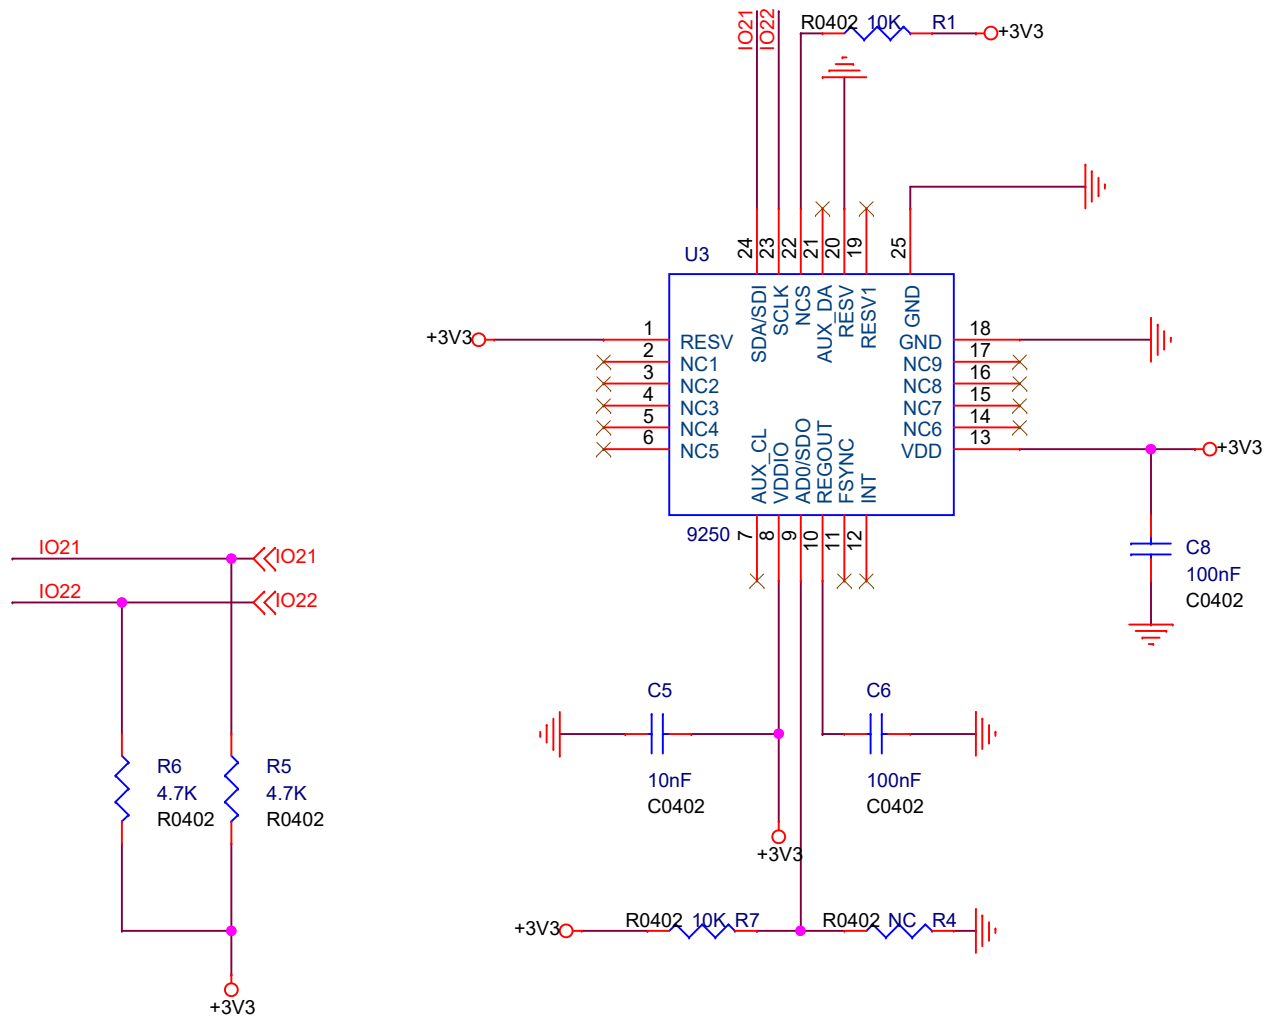 IO21
IO22
R0402 10K R1
+3V3
24
23
22
21
20
19
25
U3
SDA/SDI
SCLK
NCS
AUX_DA
RESV
RESV1
GND
+3V3
1 RESV
2 NC1
3 NC2
4 NC3
5 NC4
6 NC5
GND 18
NC9 17
NC8 16
NC7 15
NC6 14
VDD 13
+3V3
AUX_CL
VDDIO
AD0/SDO
REGOUT
FSYNC
INT
9250
7
8
9
10
11
12
C8
100nF
C0402
IO21 IO21
IO22 IO22
C5
10nF
C0402
C6
100nF
C0402
+3V3
R6
4.7K
R0402
R5
4.7K
R0402
+3V3
+3V3 R0402 10K R7 R0402 NC R4